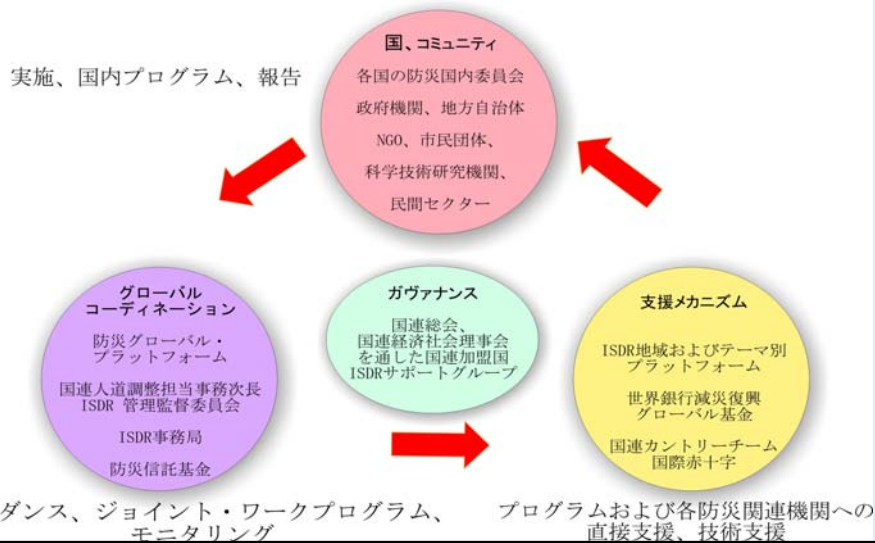 国、コミュニティ
各国の防災国内委員会
政府機関、地方自治体
NGO、市民団体、
科学技術研究機関、
民間セクター
実施、国内プログラム、報告
グローバル
コーディネーション
防災グローバル・
プラットフォーム
国連人道調整担当事務次長
ISDR 管理監督委員会
ISDR事務局
防災信託基金
ガヴァナンス
国連総会、
国連経済社会理事会
を通した国連加盟国
ISDRサポートグループ
支援メカニズム
ISDR地域およびテーマ別
プラットフォーム
世界銀行減災復興
グローバル基金
国連カントリーチーム
国際赤十字
ダンス、ジョイント・ワークプログラム、
モニタリング
プログラムおよび各防災関連機関への
直接支援、技術支援